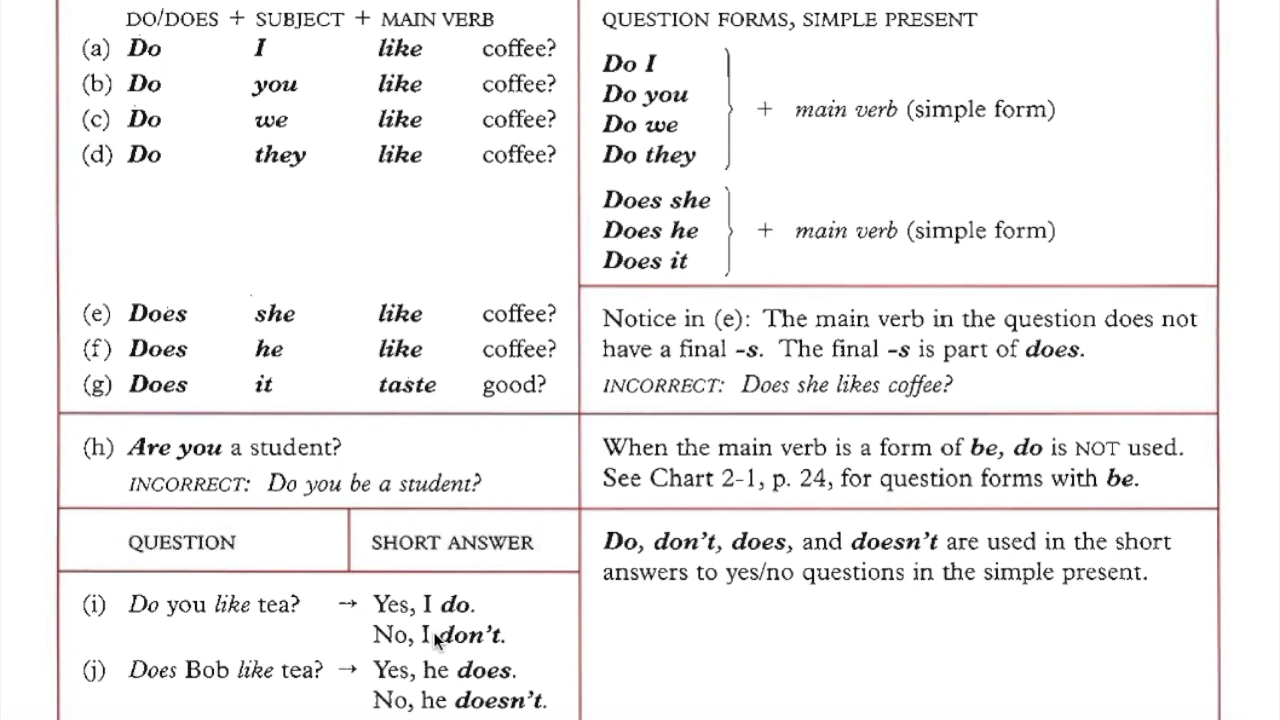 DO/DOES + SUBJECT + MAIN VERB
(a) Do I like coffee?
(b) Do you like coffee?
(c) Do we like coffee?
(d) Do they like coffee?
(e) Does she like coffee?
(f) Does he like coffee?
(g) Does it taste good?
QUESTION FORMS, SIMPLE PRESENT
Do I
Do you
Do we
Do they
+ main verb (simple form)
Does she
Does he
Does it
+ main verb (simple form)
Notice in (e): The main verb in the question does not
have a final -s. The final -s is part of does.
INCORRECT: Does she likes coffee?
(h) Are you a student?
INCORRECT: Do you be a student?
When the main verb is a form of be, do is NOT used.
See Chart 2-1, p. 24, for question forms with be.
QUESTION SHORT ANSWER
(i) Do you like tea? → Yes, I do.
No, I don't.
(j) Does Bob like tea? → Yes, he does.
No, he doesn't.
Do, don't, does, and doesn't are used in the short
answers to yes/no questions in the simple present.